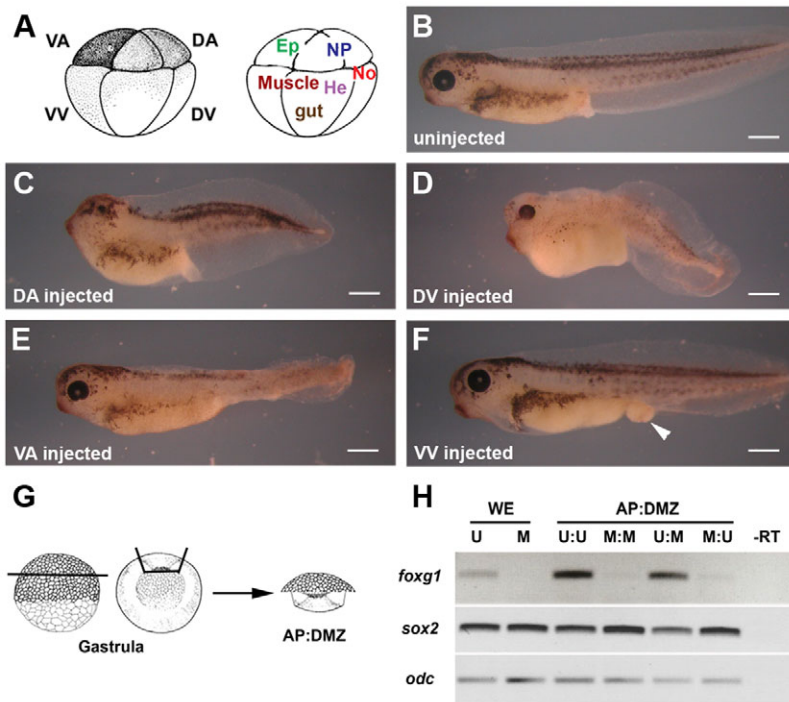 A
VA
DA
VV
DV
Ep
NP
No
Muscle
He
gut
B
uninjected
C
DA injected
D
DV injected
E
VA injected
F
VV injected
G
Gastrula
AP:DMZ
H
WE AP:DMZ
U M U:U M:M U:M M:U -RT
foxg1
sox2
odc